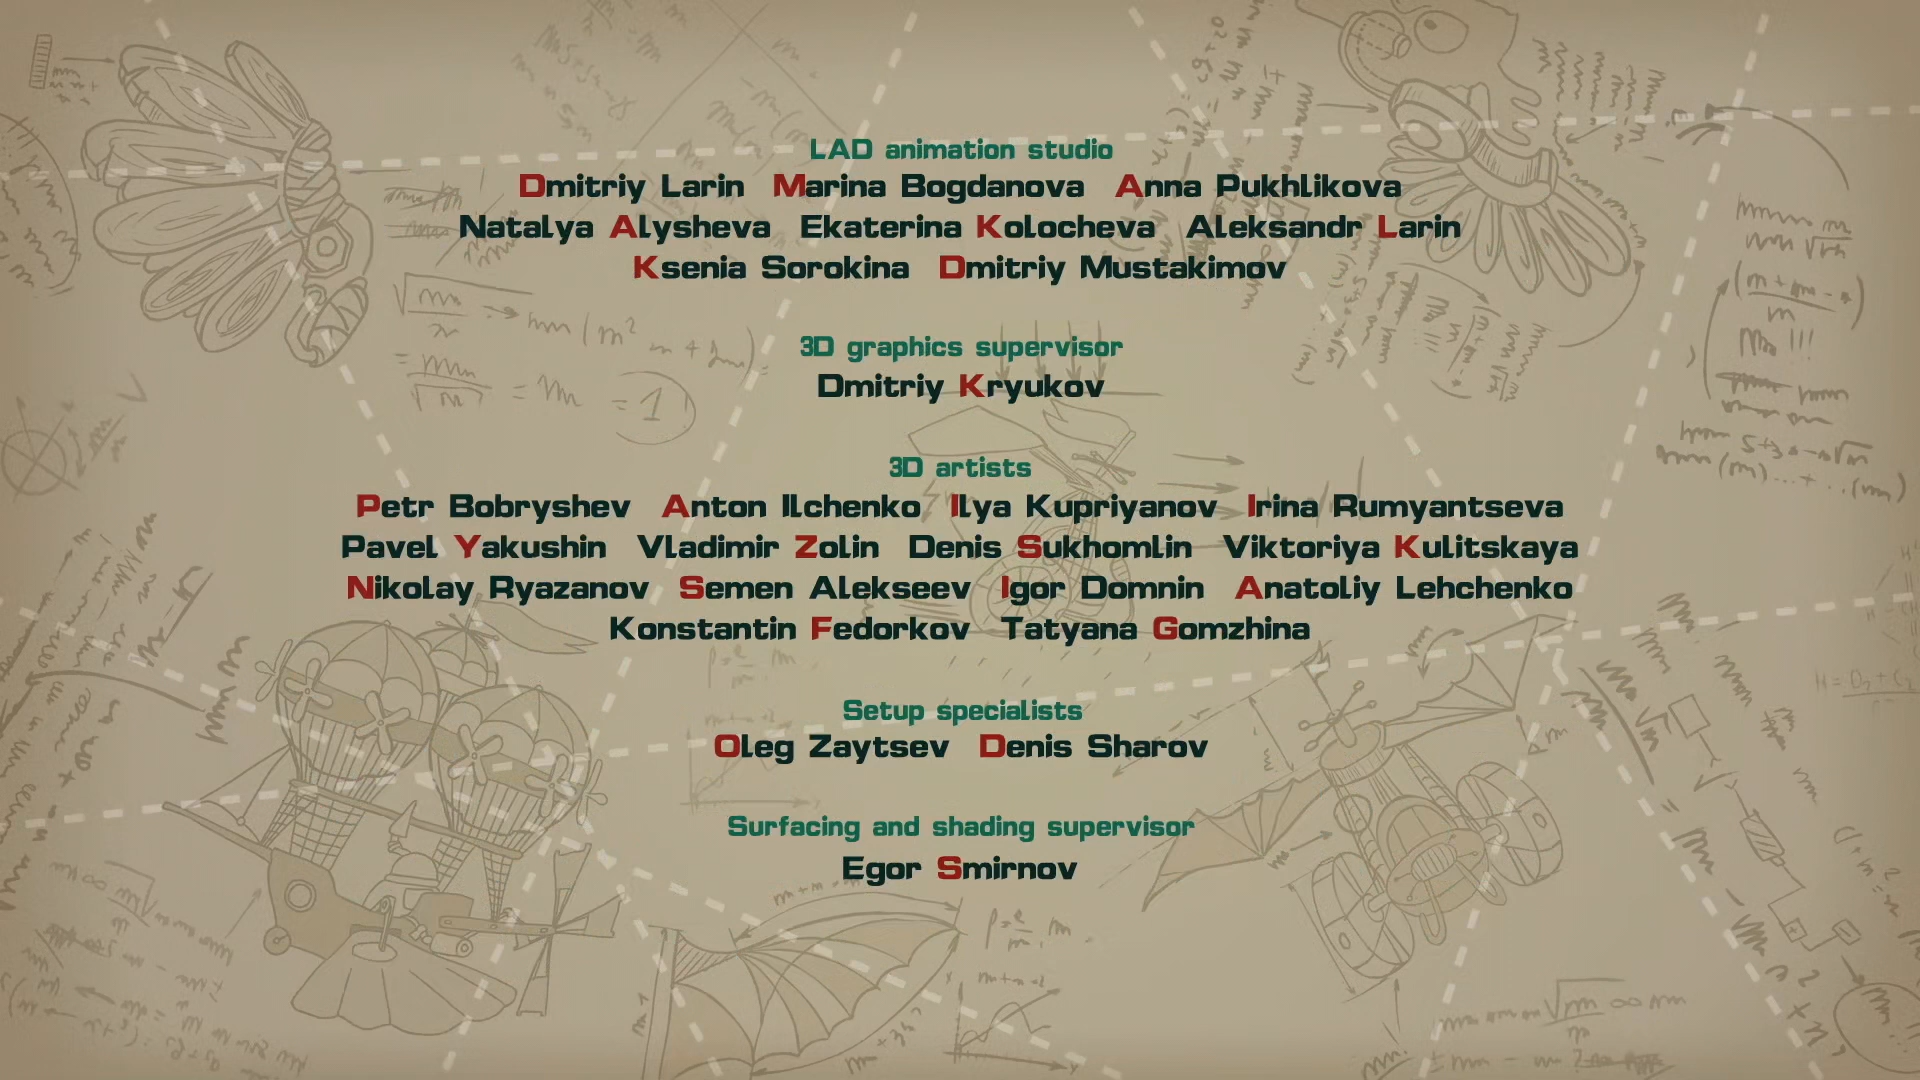 LAD animation studio
Dmitriy Larin Marina Bogdanova Anna Pukhlikova
Natalya Alysheva Ekaterina Kolocheva Aleksandr Larin
Ksenia Sorokina Dmitriy Mustakimov
3D graphics supervisor
Dmitriy Kryukov
3D artists
Petr Bobryshev Anton Ilchenko Ilya Kupriyanov Irina Rumyantseva
Pavel Yakushin Vladimir Zolin Denis Sukhomlin Viktoriya Kulitskaya
Nikolay Ryazanov Semen Alekseev Igor Domnin Anatoliy Lehchenko
Konstantin Fedorkov Tatyana Gomzhina
Setup specialists
Oleg Zaytsev Denis Sharov
Surfacing and shading supervisor
Egor Smirnov